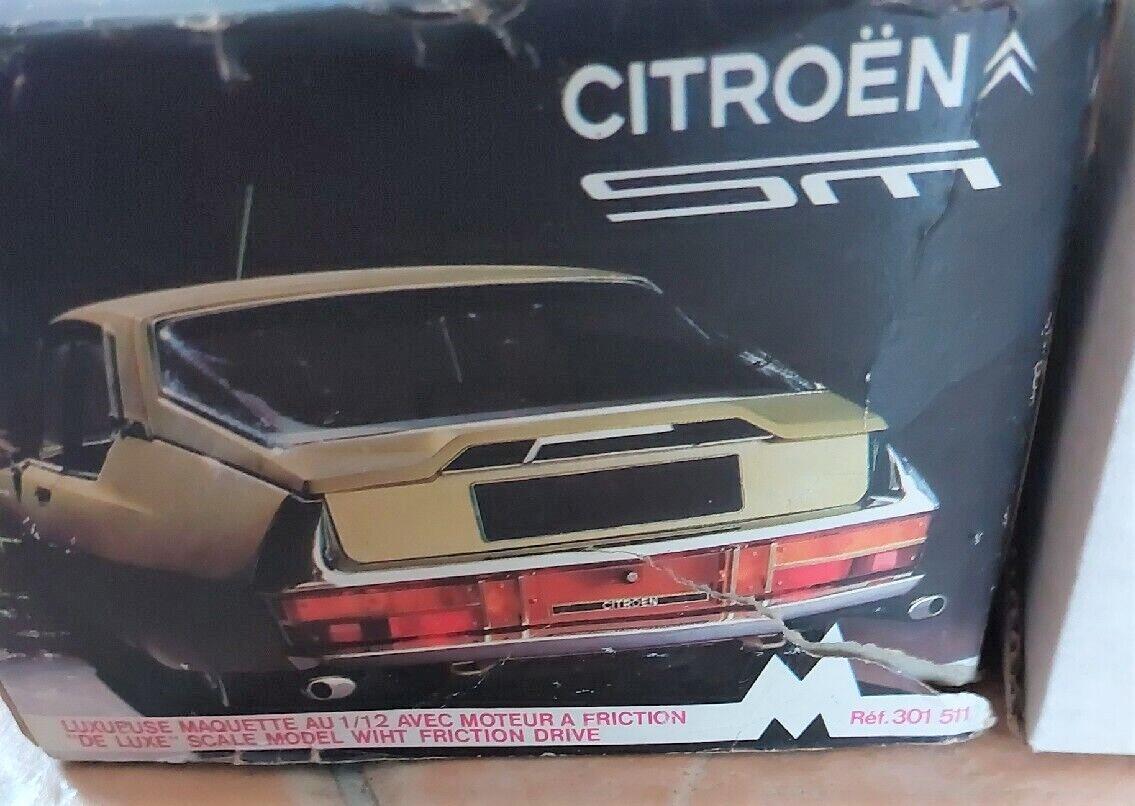 CITROËN
SM
CITROËN
LUXUEUSE MAQUETTE AU 1/12 AVEC MOTEUR A FRICTION
"DE LUXE" SCALE MODEL WIHT FRICTION DRIVE
M
Réf. 301 511